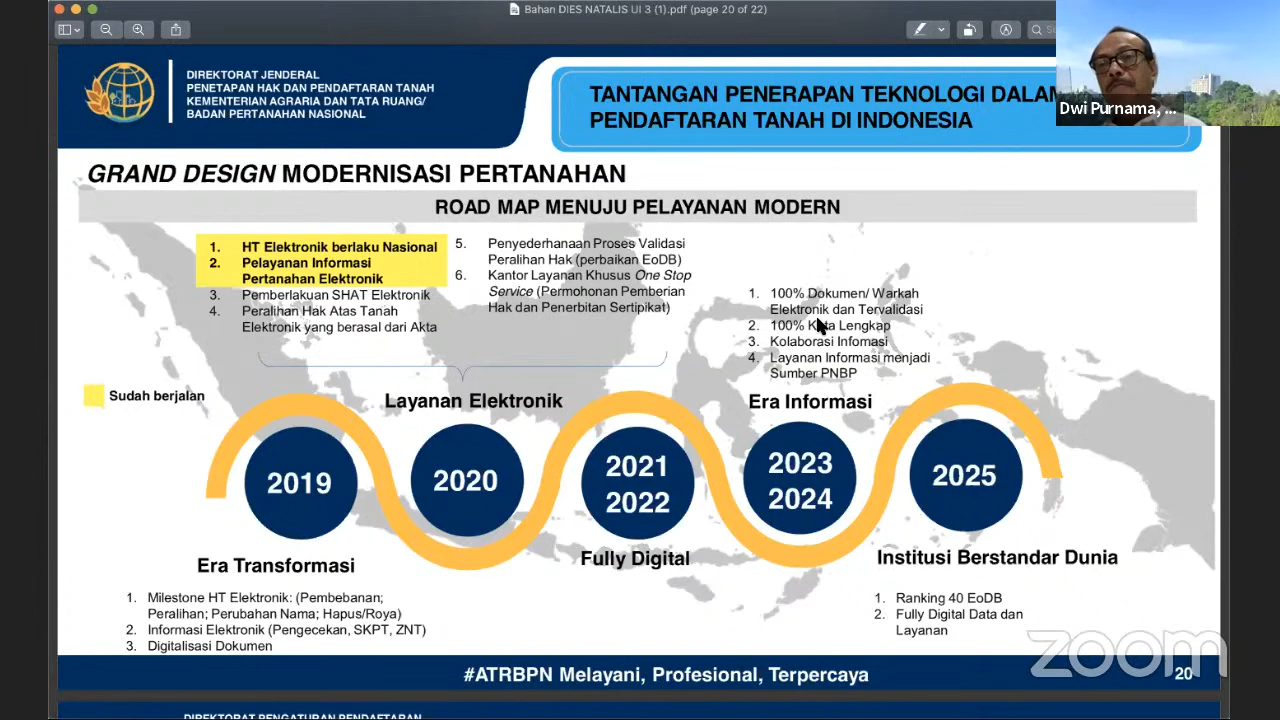 Bahan DIES NATALIS UI 3 (1).pdf (page 20 of 22)
DIREKTORAT JENDERAL
PENETAPAN HAK DAN PENDAFTARAN TANAH
KEMENTERIAN AGRARIA DAN TATA RUANG/
BADAN PERTANAHAN NASIONAL
TANTANGAN PENERAPAN TEKNOLOGI DALAM
PENDAFTARAN TANAH DI INDONESIA
Dwi Purnama, ...
GRAND DESIGN MODERNISASI PERTANAHAN
ROAD MAP MENUJU PELAYANAN MODERN
1. HT Elektronik berlaku Nasional
2. Pelayanan Informasi
Pertanahan Elektronik
3. Pemberlakuan SHAT Elektronik
4. Peralihan Hak Atas Tanah
Elektronik yang berasal dari Akta
5. Penyederhanaan Proses Validasi
Peralihan Hak (perbaikan EoDB)
6. Kantor Layanan Khusus One Stop
Service (Permohonan Pemberian
Hak dan Penerbitan Sertipikat)
1. 100% Dokumen/ Warkah
Elektronik dan Tervalidasi
2. 100% Kota Lengkap
3. Kolaborasi Infomasi
4. Layanan Informasi menjadi
Sumber PNBP
Sudah berjalan
Layanan Elektronik
Era Informasi
2019
2020
2021
2022
2023
2024
2025
Era Transformasi
Fully Digital
Institusi Berstandar Dunia
1. Milestone HT Elektronik: (Pembebanan;
Peralihan; Perubahan Nama; Hapus/Roya)
2. Informasi Elektronik (Pengecekan, SKPT, ZNT)
3. Digitalisasi Dokumen
1. Ranking 40 EoDB
2. Fully Digital Data dan
Layanan
zoom
#ATRBPN Melayani, Profesional, Terpercaya
20
DIREKTORAT PENGATURAN PENDAFTARAN